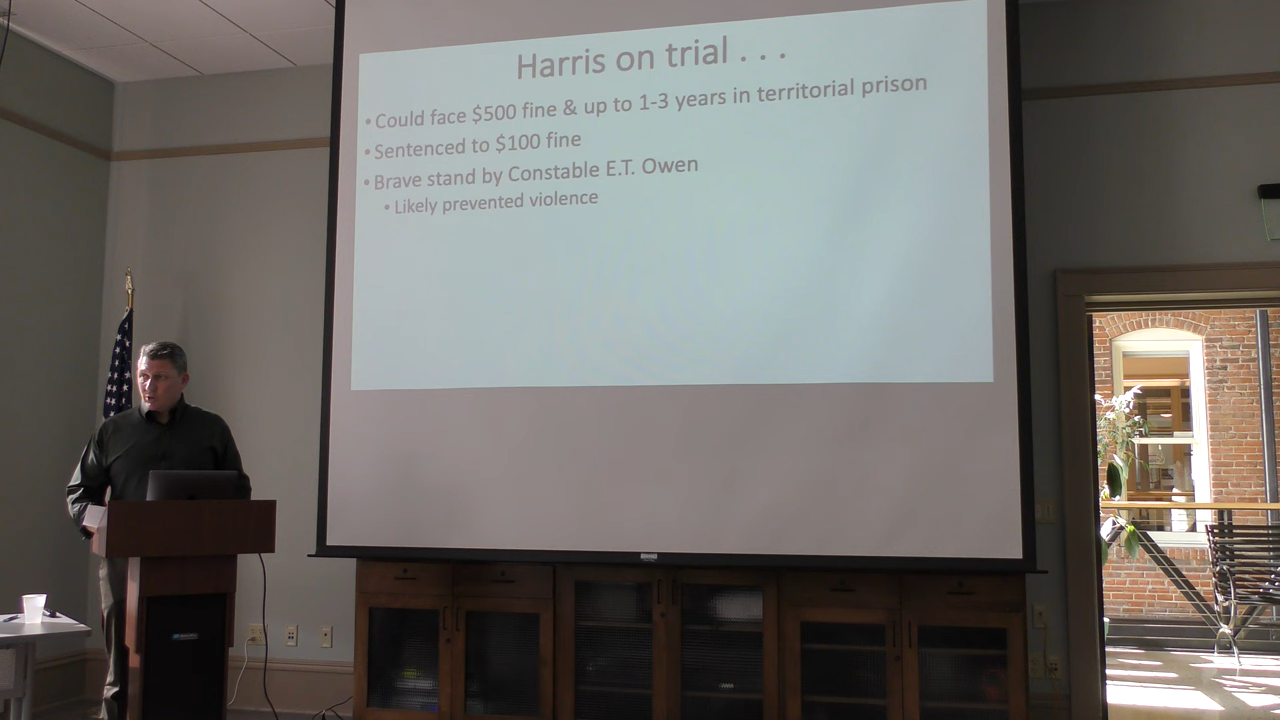 Harris on trial . . .
• Could face $500 fine & up to 1-3 years in territorial prison
• Sentenced to $100 fine
• Brave stand by Constable E.T. Owen
• Likely prevented violence